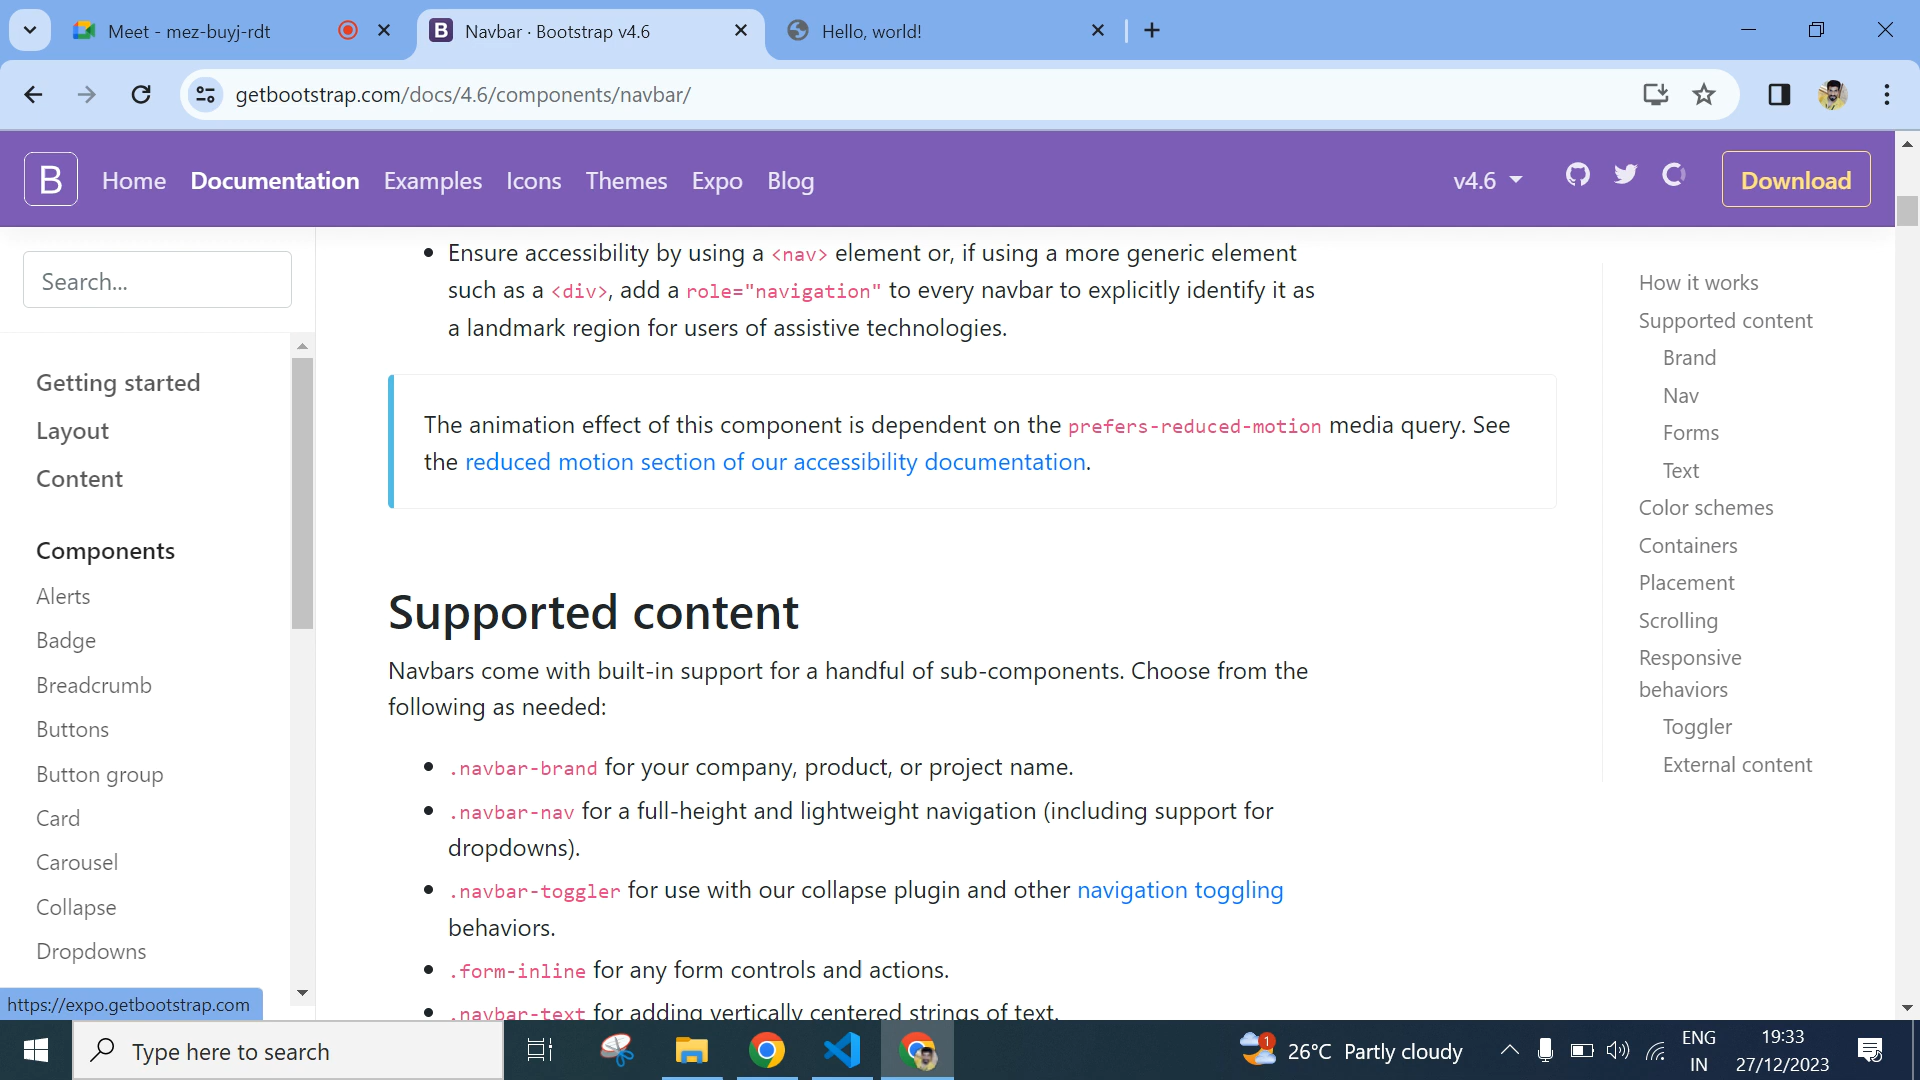 Meet - mez-buyj-rdt
Navbar · Bootstrap v4.6
Hello, world!
getbootstrap.com/docs/4.6/components/navbar/
B Home Documentation Examples Icons Themes Expo Blog v4.6 Download
Search...
Getting started
Layout
Content
Components
Alerts
Badge
Breadcrumb
Buttons
Button group
Card
Carousel
Collapse
Dropdowns
https://expo.getbootstrap.com
Ensure accessibility by using a <nav> element or, if using a more generic element
such as a <div>, add a role="navigation" to every navbar to explicitly identify it as
a landmark region for users of assistive technologies.
The animation effect of this component is dependent on the prefers-reduced-motion media query. See
the reduced motion section of our accessibility documentation.
Supported content
Navbars come with built-in support for a handful of sub-components. Choose from the
following as needed:
.navbar-brand for your company, product, or project name.
.navbar-nav for a full-height and lightweight navigation (including support for
dropdowns).
.navbar-toggler for use with our collapse plugin and other navigation toggling
behaviors.
.form-inline for any form controls and actions.
.navbar-text for adding vertically centered strings of text.
How it works
Supported content
Brand
Nav
Forms
Text
Color schemes
Containers
Placement
Scrolling
Responsive
behaviors
Toggler
External content
Type here to search
1
26°C Partly cloudy
ENG
IN
19:33
27/12/2023